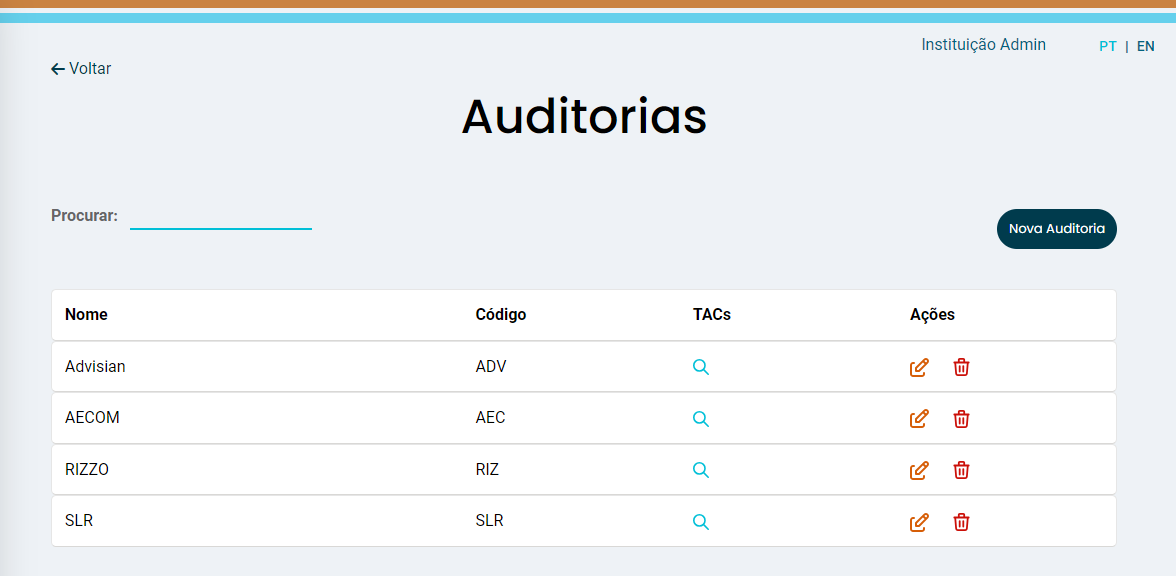 Instituição Admin PT | EN
Voltar
Auditorias
Procurar:
Nova Auditoria
Nome Código TACs Ações
Advisian ADV
AECOM AEC
RIZZO RIZ
SLR SLR